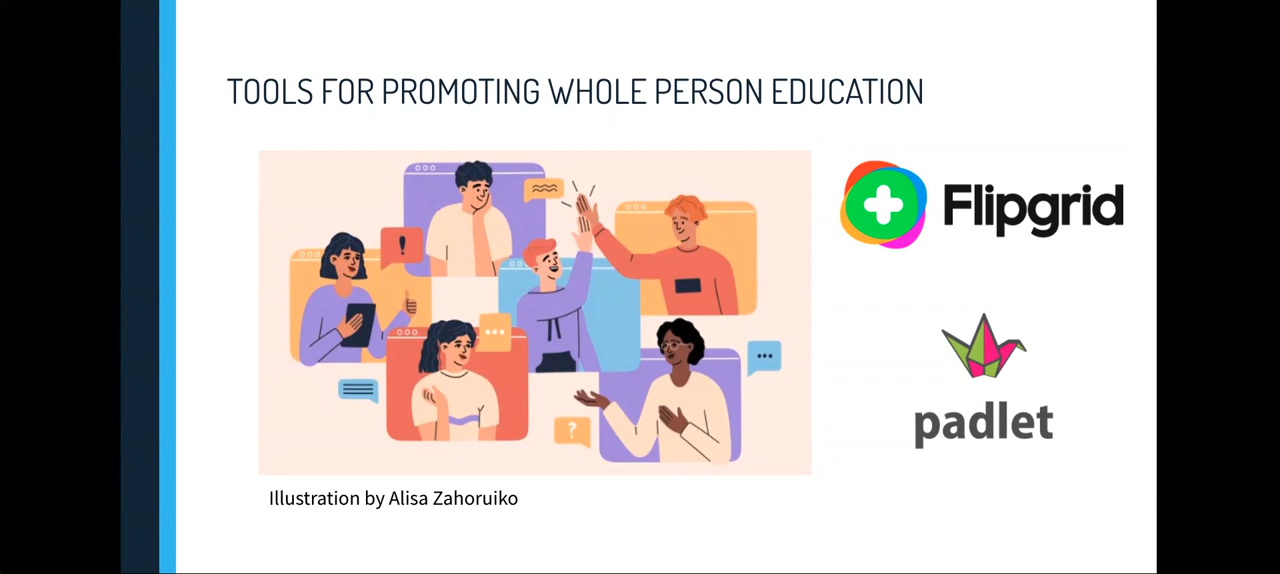 TOOLS FOR PROMOTING WHOLE PERSON EDUCATION
Flipgrid
padlet
!
?
Illustration by Alisa Zahoruiko